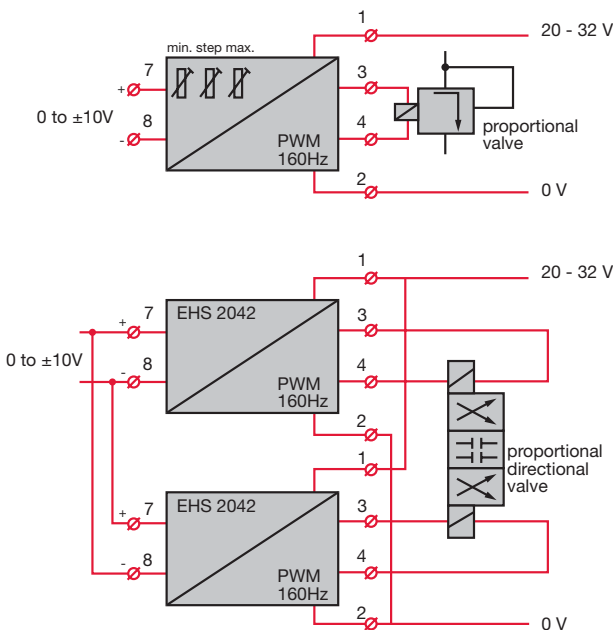 1
20 - 32 V
min. step max.
7
3
+
0 to ±10V
8
4
-
PWM
160Hz
proportional
valve
2
0 V
1
20 - 32 V
EHS 2042
7
3
+
0 to ±10V
8
4
-
PWM
160Hz
2
1
proportional
directional
valve
EHS 2042
7
3
+
8
4
-
PWM
160Hz
2
0 V